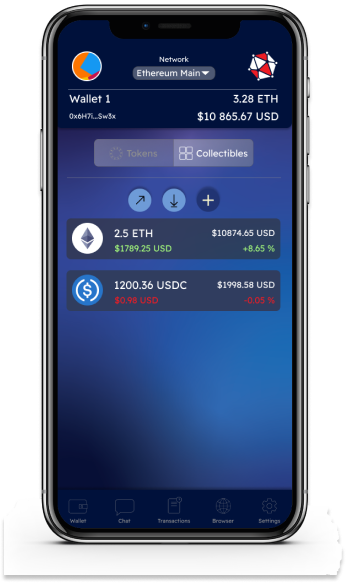 Network
Ethereum Main
Wallet 1 3.28 ETH
0x6H7i...Sw3x $10 865.67 USD
Tokens Collectibles
2.5 ETH $10874.65 USD
$1789.25 USD +8.65 %
1200.36 USDC $1998.58 USD
$0.98 USD -0.05 %
Wallet Chat Transactions Browser Settings